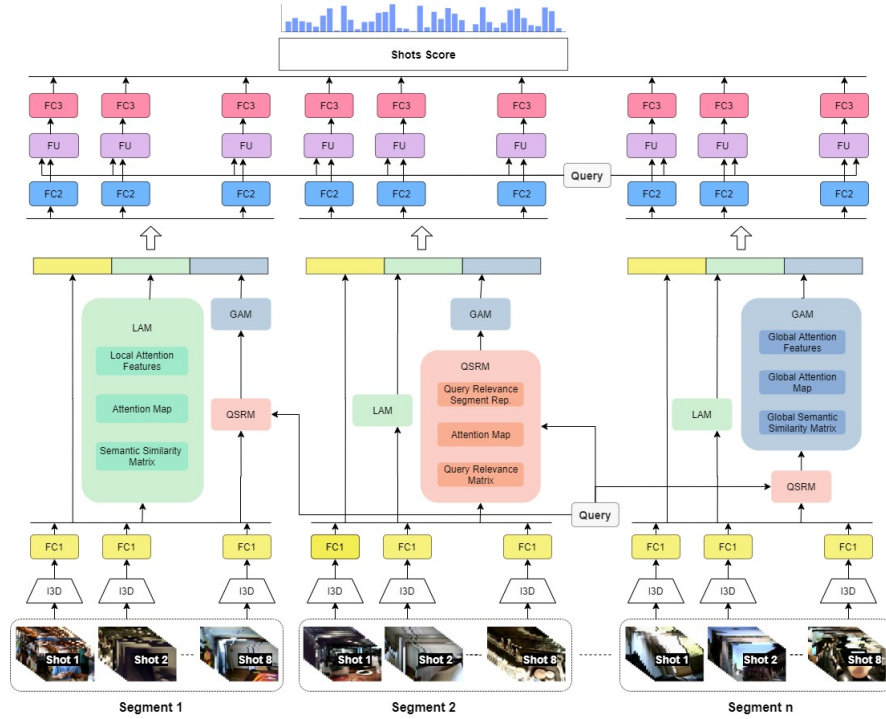 Shots Score
FC3 FC3 FC3 FC3 FC3 FC3 FC3 FC3 FC3
FU FU FU FU FU FU FU FU FU
Query
FC2 FC2 FC2 FC2 FC2 FC2 FC2 FC2 FC2
LAM
Local Attention
Features
Attention Map
Semantic Similarity
Matrix
GAM
QSRM
GAM
LAM
QSRM
Query Relevance
Segment Rep.
Attention Map
Query Relevance
Matrix
LAM
GAM
Global Attention
Features
Global Attention
Map
Global Semantic
Similarity Matrix
QSRM
Query
FC1 FC1 FC1 FC1 FC1 FC1 FC1 FC1 FC1
I3D I3D I3D I3D I3D I3D I3D I3D I3D
Shot 1 Shot 2 Shot 8 Shot 1 Shot 2 Shot 8 Shot 1 Shot 2 Shot 8
Segment 1 Segment 2 Segment n